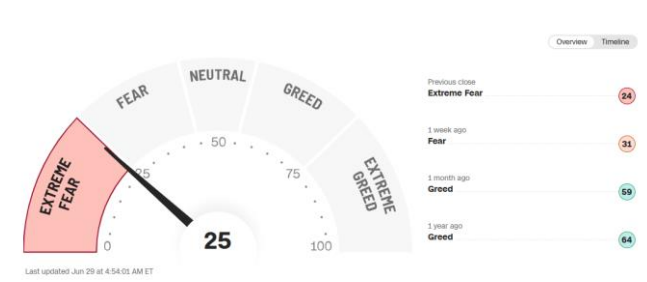 Overview Timeline
EXTREME
FEAR
FEAR
NEUTRAL
GREED
EXTREME
GREED
0
25
50
75
100
25
Last updated Jun 29 at 4:54:01 AM ET
Previous close
Extreme Fear 24
1 week ago
Fear 31
1 month ago
Greed 59
1 year ago
Greed 64